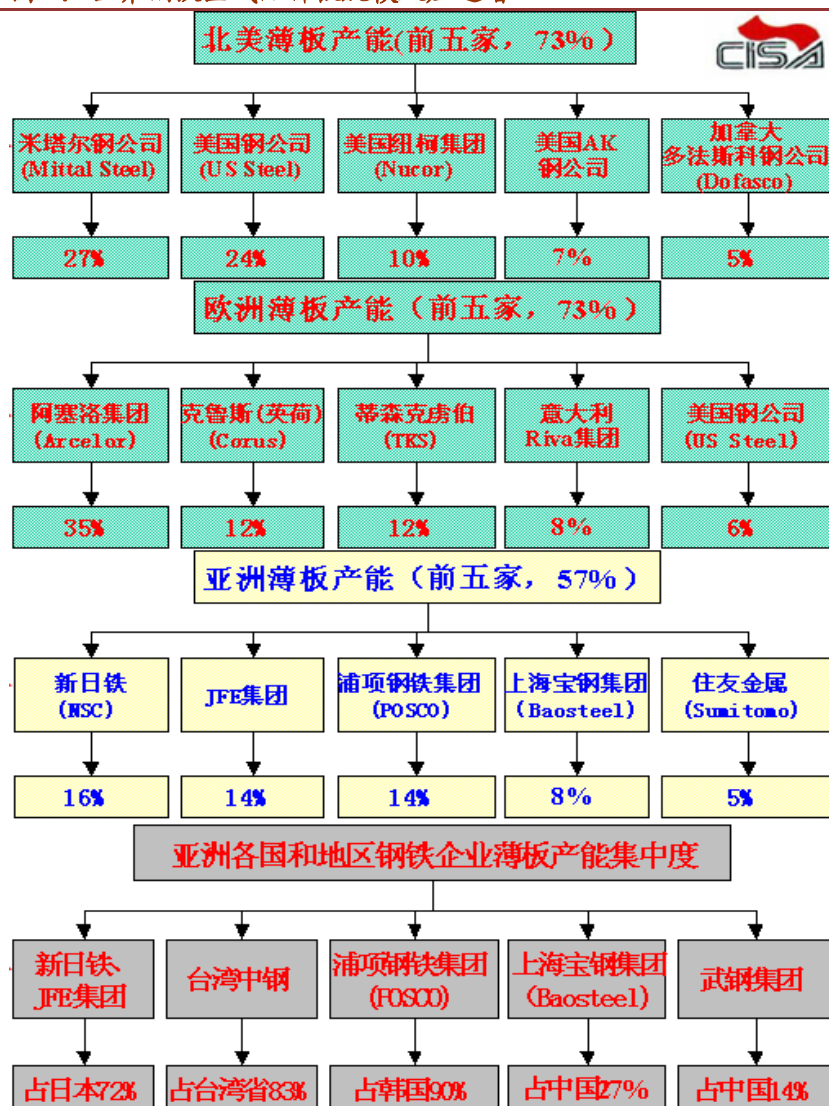 北美薄板产能(前五家，73%）
CISA
米塔尔钢公司
(Mittal Steel)
美国钢公司
(US Steel)
美国纽柯集团
(Nucor)
美国AK
钢公司
加拿大
多法斯科钢公司
(Dofasco)
27%
24%
10%
7%
5%
欧洲薄板产能（前五家，73%）
阿塞洛集团
(Arcelor)
克鲁斯(英荷)
(Corus)
蒂森克虏伯
(TKS)
意大利
Riva集团
美国钢公司
(US Steel)
35%
12%
12%
8%
6%
亚洲薄板产能（前五家，57%）
新日铁
(NSC)
JFE集团
浦项钢铁集团
(POSCO)
上海宝钢集团
(Baosteel)
住友金属
(Sumitomo)
16%
14%
14%
8%
5%
亚洲各国和地区钢铁企业薄板产能集中度
新日铁、
JFE集团
台湾中钢
浦项钢铁集团
(POSCO)
上海宝钢集团
(Baosteel)
武钢集团
占日本72%
占台湾省83%
占韩国90%
占中国27%
占中国14%